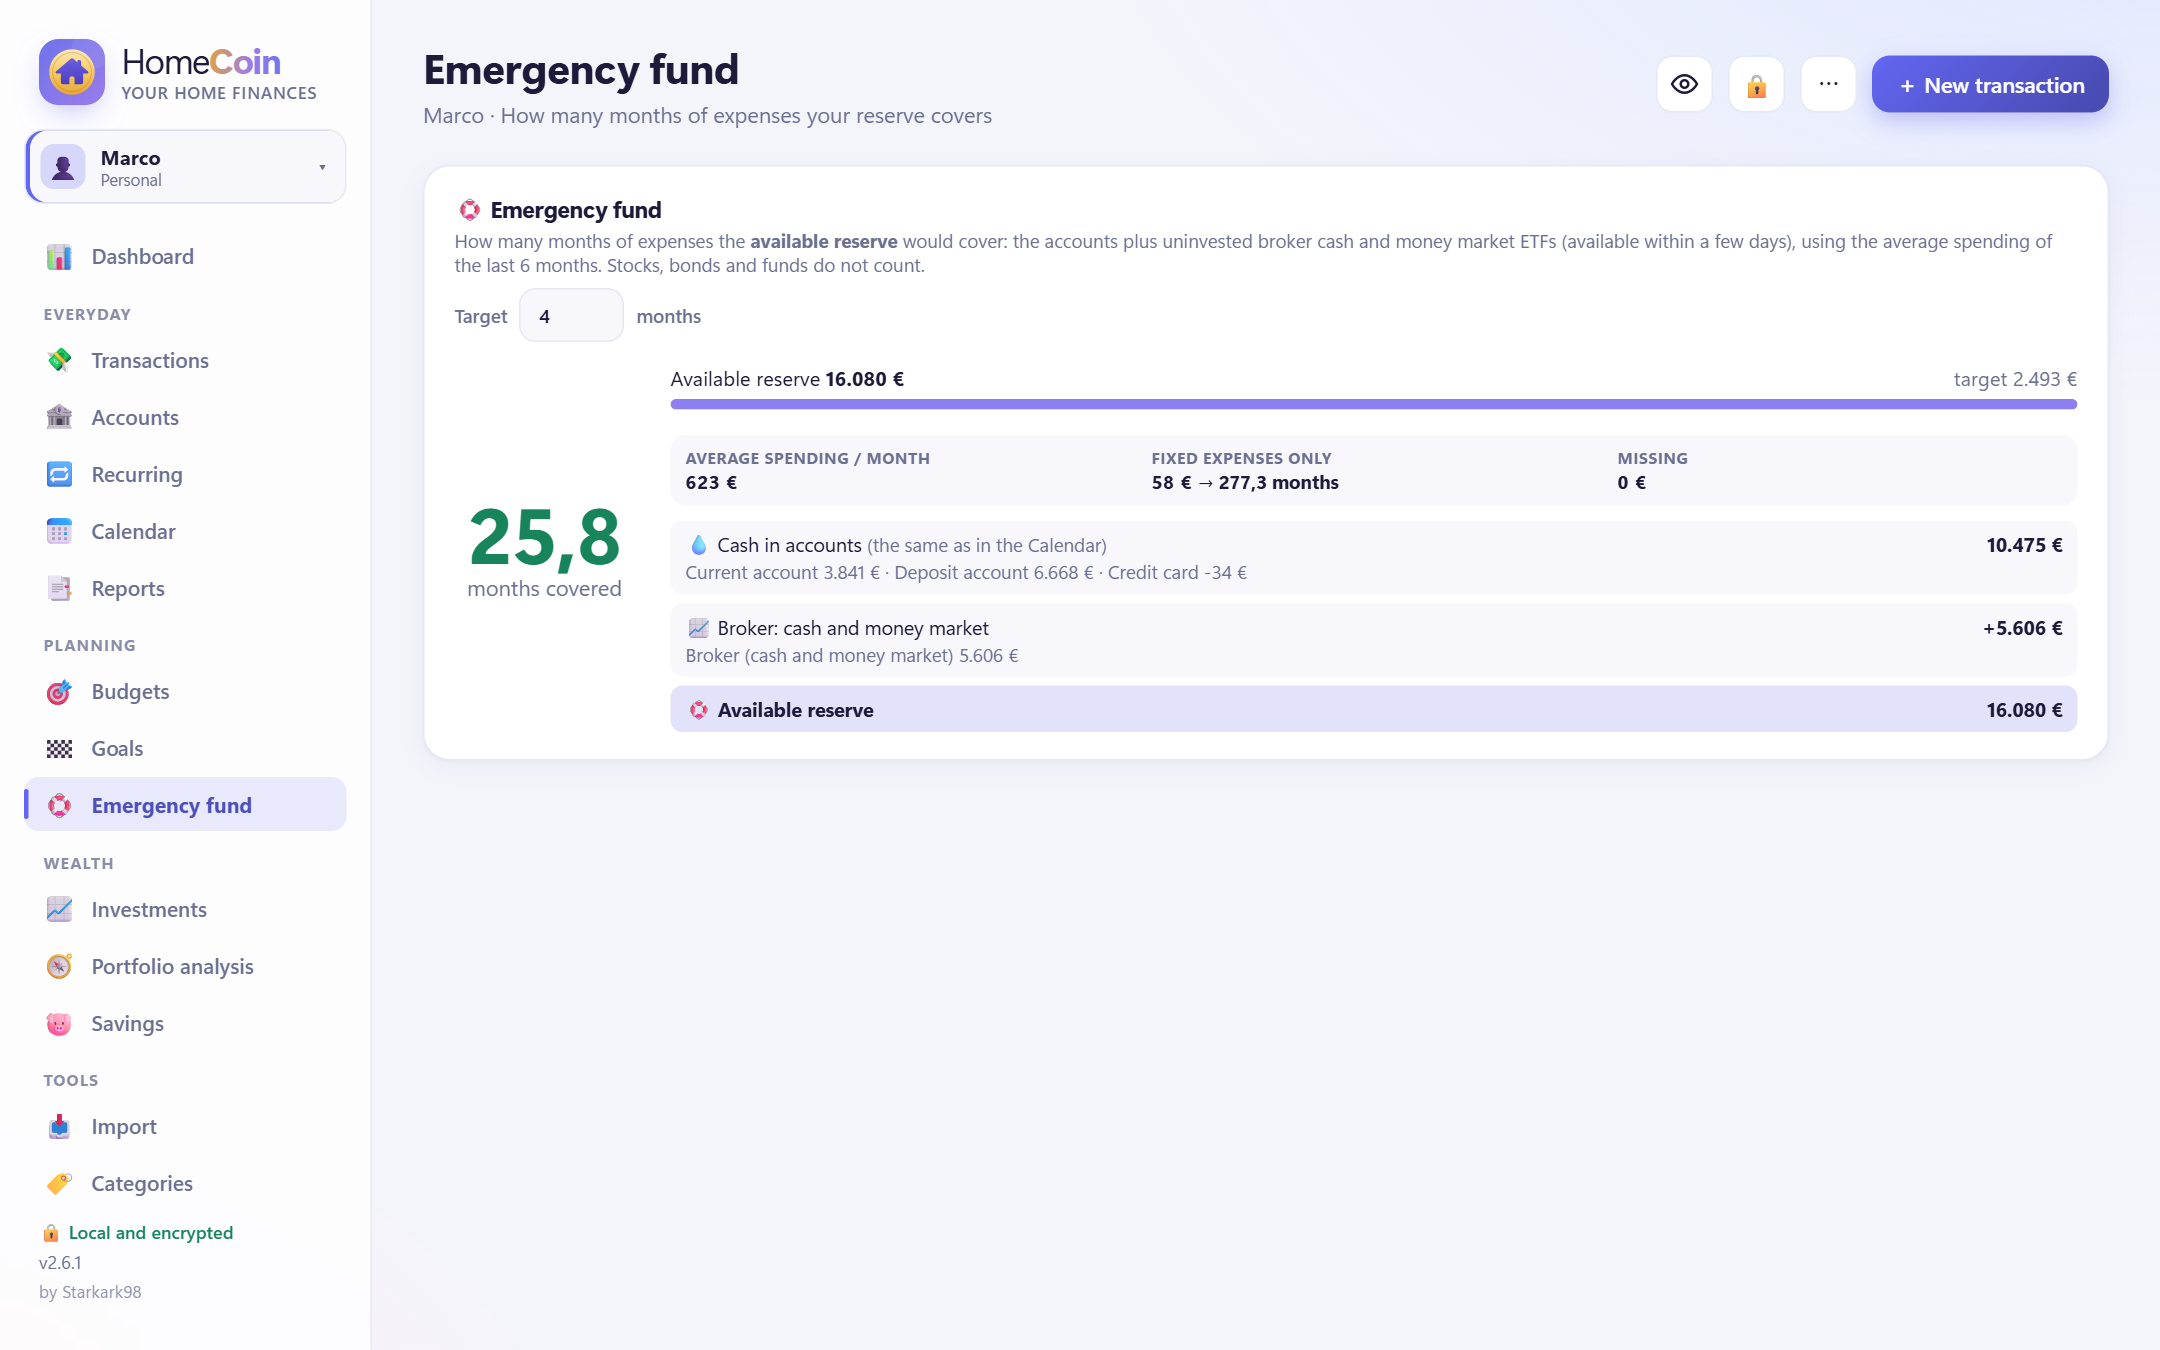 HomeCoin
YOUR HOME FINANCES
Marco
Personal
Dashboard
EVERYDAY
Transactions
Accounts
Recurring
Calendar
Reports
PLANNING
Budgets
Goals
Emergency fund
WEALTH
Investments
Portfolio analysis
Savings
TOOLS
Import
Categories
Local and encrypted
v2.6.1
by Starkark98
Emergency fund
Marco · How many months of expenses your reserve covers
+ New transaction
Emergency fund
How many months of expenses the available reserve would cover: the accounts plus uninvested broker cash and money market ETFs (available within a few days), using the average spending of
the last 6 months. Stocks, bonds and funds do not count.
Target 4 months
25,8
months covered
Available reserve 16.080 € target 2.493 €
AVERAGE SPENDING / MONTH FIXED EXPENSES ONLY MISSING
623 € 58 € → 277,3 months 0 €
Cash in accounts (the same as in the Calendar) 10.475 €
Current account 3.841 € · Deposit account 6.668 € · Credit card -34 €
Broker: cash and money market +5.606 €
Broker (cash and money market) 5.606 €
Available reserve 16.080 €